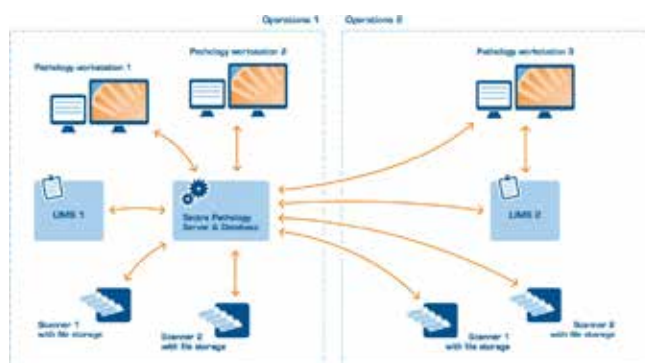 Operations 1
Operations 2
Pathology workstation 1
Pathology workstation 2
Pathology workstation 3
LIMS 1
Sectra Pathology
Server & Database
LIMS 2
Scanner 1
with file storage
Scanner 2
with file storage
Scanner 1
with file storage
Scanner 2
with file storage